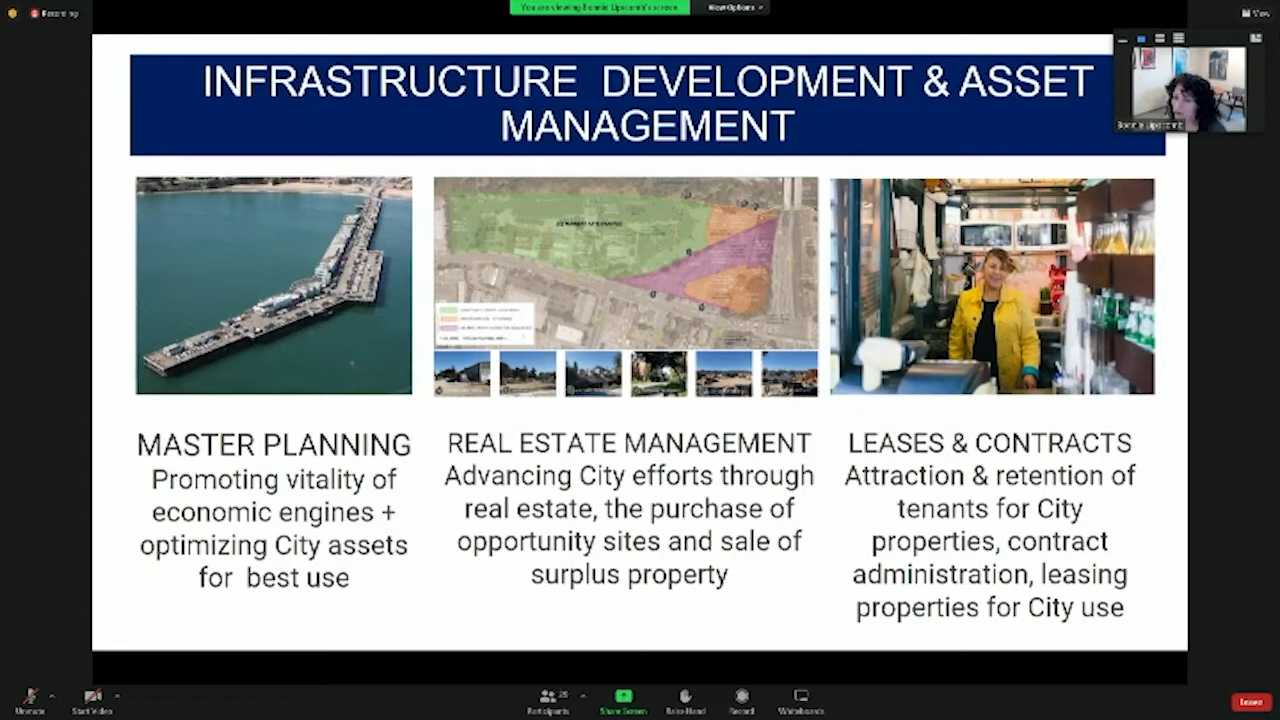 Recording
You are viewing Bonnie Lipscomb's screen
View Options
View
Bonnie Lipscomb
INFRASTRUCTURE DEVELOPMENT & ASSET
MANAGEMENT
MASTER PLANNING
Promoting vitality of
economic engines +
optimizing City assets
for best use
REAL ESTATE MANAGEMENT
Advancing City efforts through
real estate, the purchase of
opportunity sites and sale of
surplus property
LEASES & CONTRACTS
Attraction & retention of
tenants for City
properties, contract
administration, leasing
properties for City use
Unmute
Start Video
Participants
Share Screen
Raise Hand
Record
Whiteboards
Leave